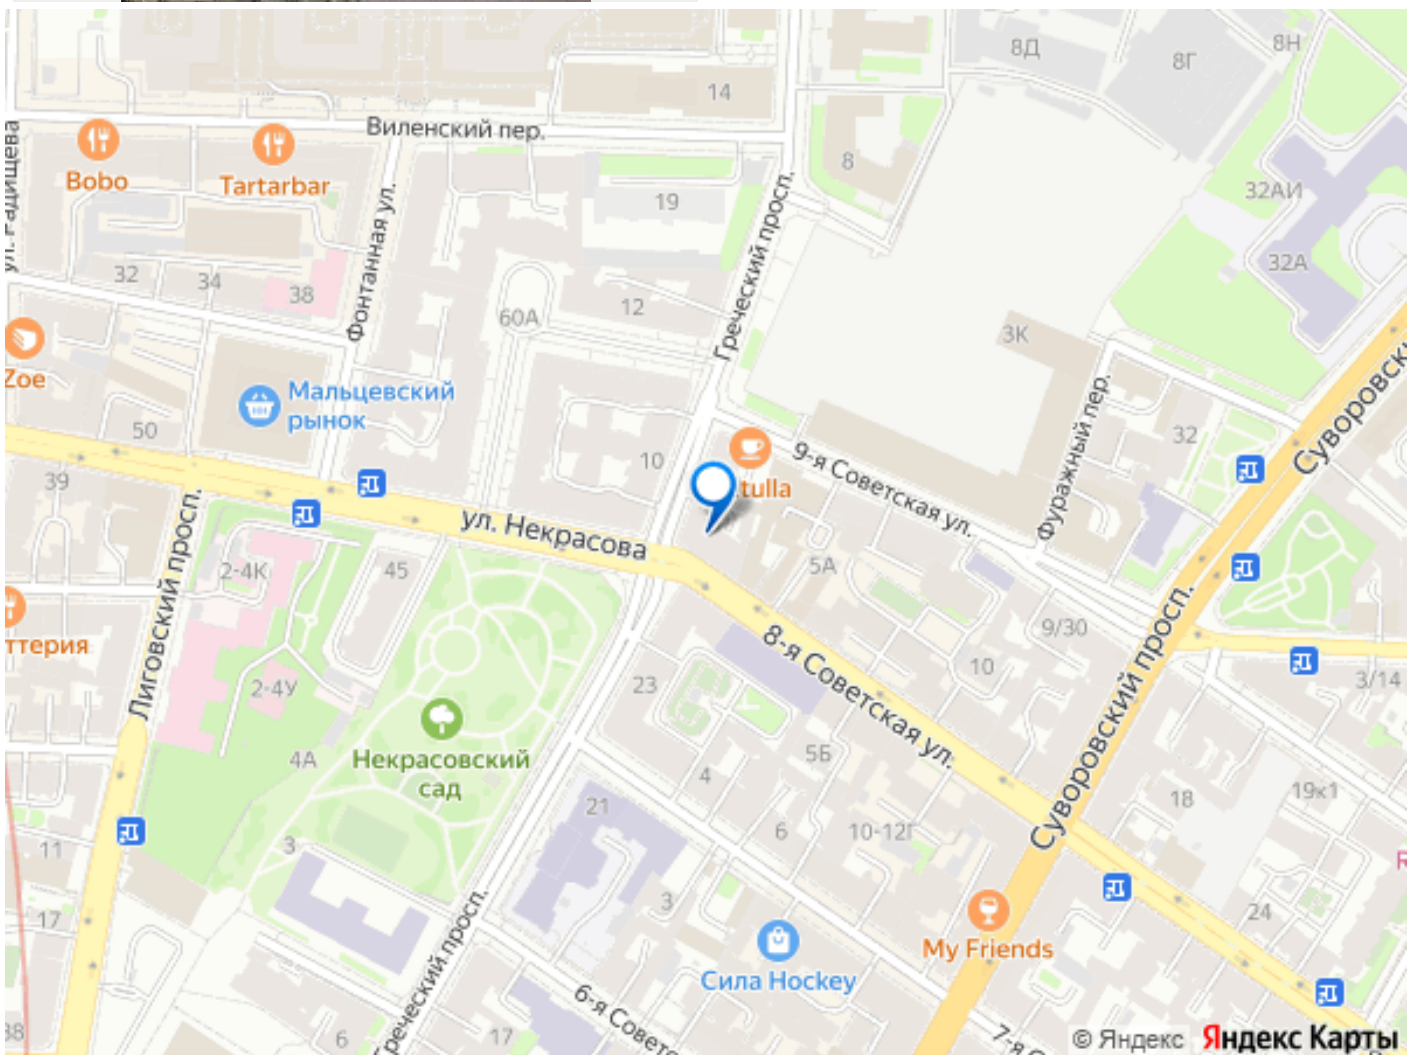 8Д
8Г
8Н
14
Виленский пер.
ул. Радищева
Bobo
Tartarbar
8
19
32АИ
32А
Греческий просп.
Фонтанная ул.
32
34
38
60А
12
3К
Zoe
Мальцевский
рынок
50
10
39
9-я Советская ул.
Фуражный пер.
32
Суворовск
tulla
ул. Некрасова
Лиговский просп.
2-4К
45
5А
9/30
10
ттерия
8-я Советская ул.
Суворовский просп.
3/14
2-4У
23
4А
Некрасовский
сад
5Б
4
21
6
10-12Г
18
19к1
R
11
3
3
17
24
My Friends
Сила Hockey
Греческий просп.
6-я Советс
17
6
38
7-я С
© Яндекс Яндекс Карты